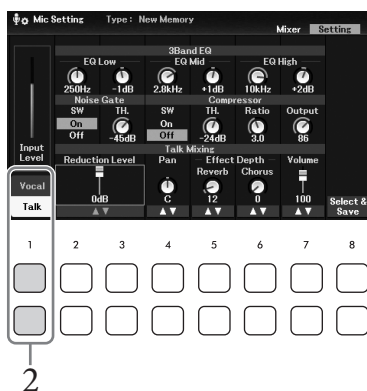 Mic Setting Type : New Memory
Mixer Setting
3Band EQ
EQ Low EQ Mid EQ High
250Hz -1dB 2.8kHz +1dB 10kHz +2dB
Noise Gate Compressor
SW TH. SW TH. Ratio Output
On On
Off -45dB Off -24dB 3.0 86
Input
Level
Talk Mixing
Reduction Level Pan Effect Depth Volume
Reverb Chorus
0dB C 12 0 100
Vocal
Talk
Select &
Save
1 2 3 4 5 6 7 8
2